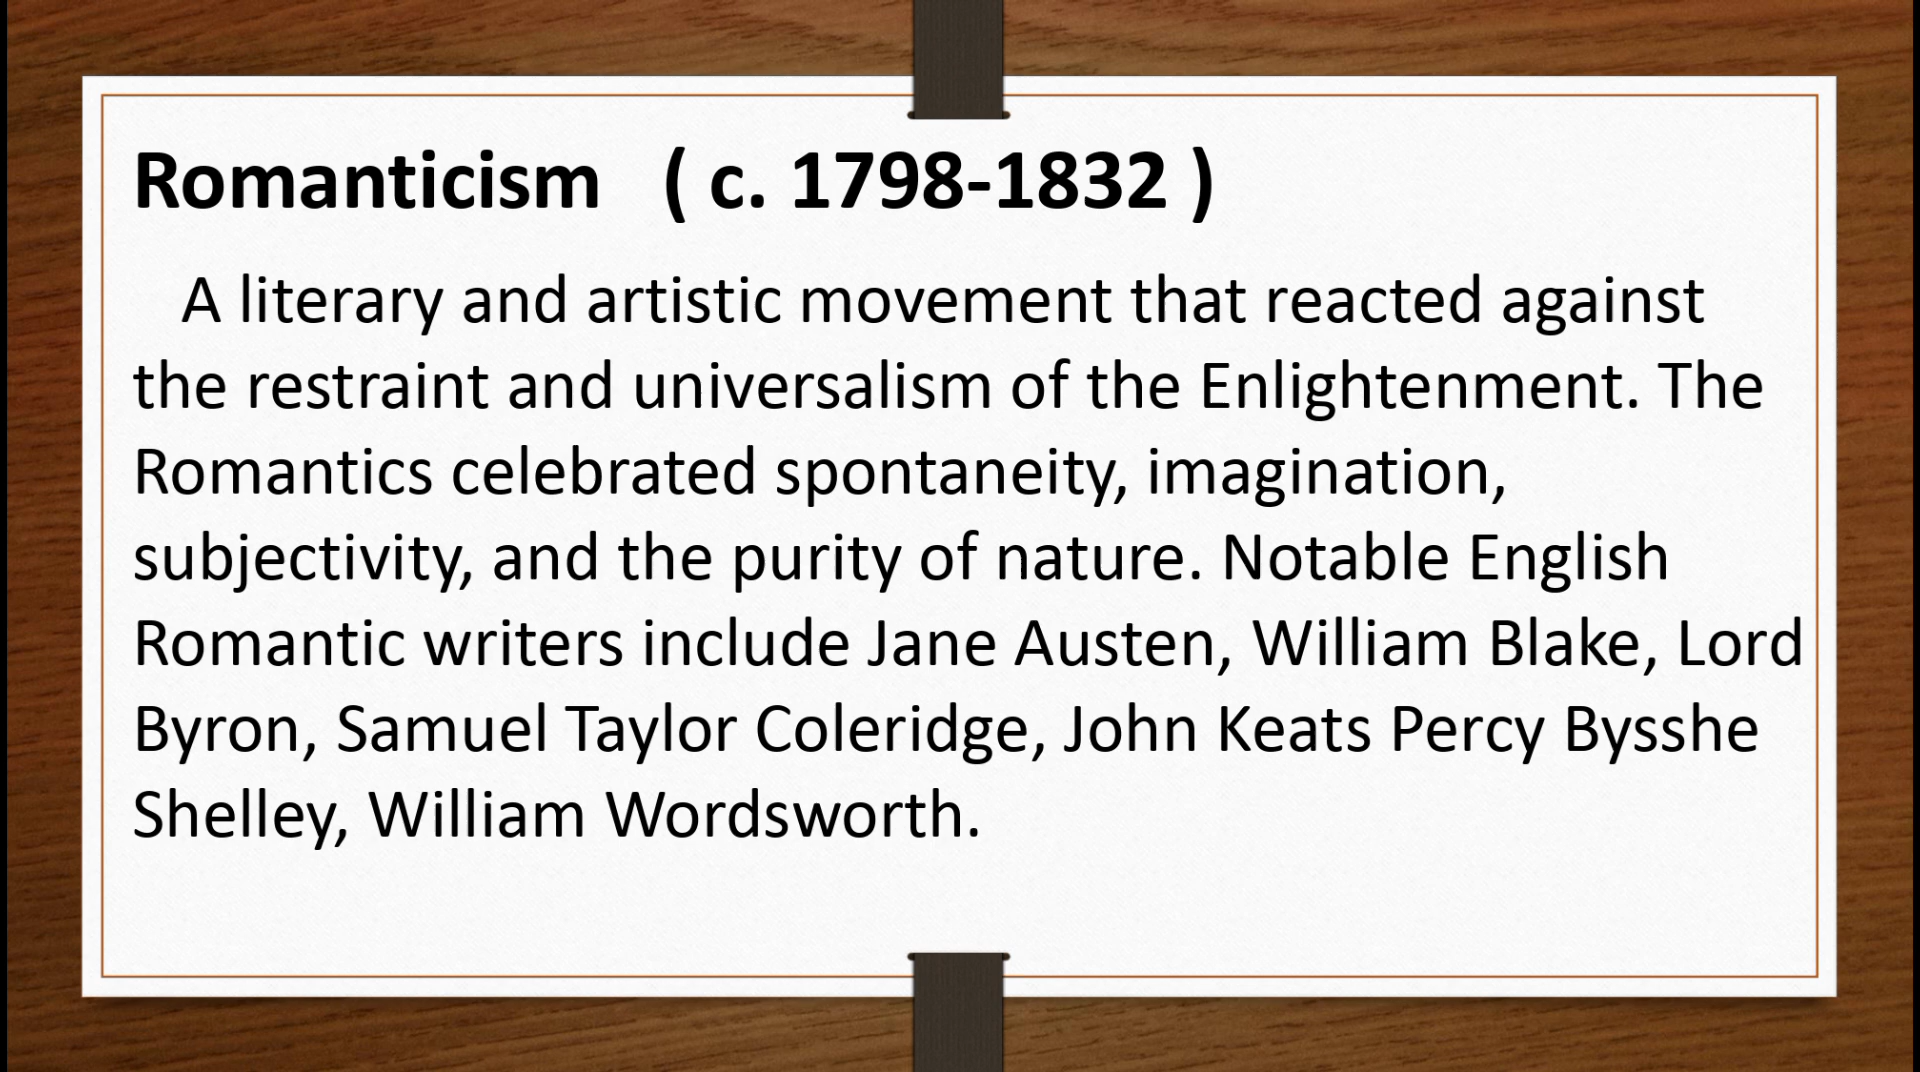 Romanticism ( c. 1798-1832 )
A literary and artistic movement that reacted against
the restraint and universalism of the Enlightenment. The
Romantics celebrated spontaneity, imagination,
subjectivity, and the purity of nature. Notable English
Romantic writers include Jane Austen, William Blake, Lord
Byron, Samuel Taylor Coleridge, John Keats Percy Bysshe
Shelley, William Wordsworth.